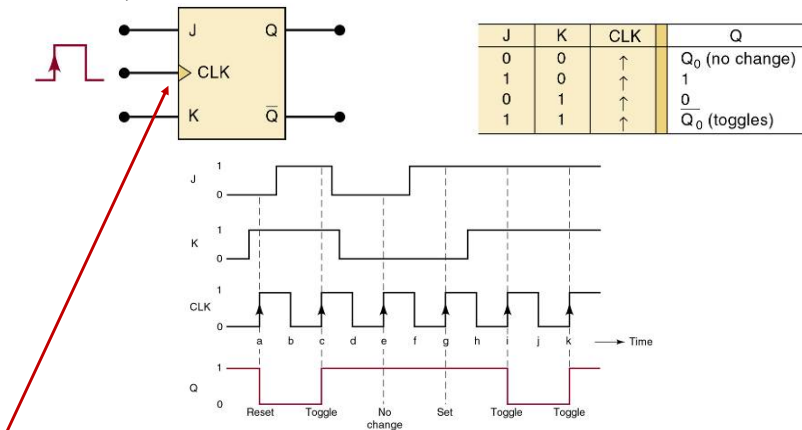 J Q
CLK
K Q̅
J K CLK Q
0 0 ↑ Q₀ (no change)
1 0 ↑ 1
0 1 ↑ 0
1 1 ↑ Q̅₀ (toggles)
1
J
0
1
K
0
1
CLK
0
a b c d e f g h i j k Time
1
Q
0
Reset Toggle No change Set Toggle Toggle